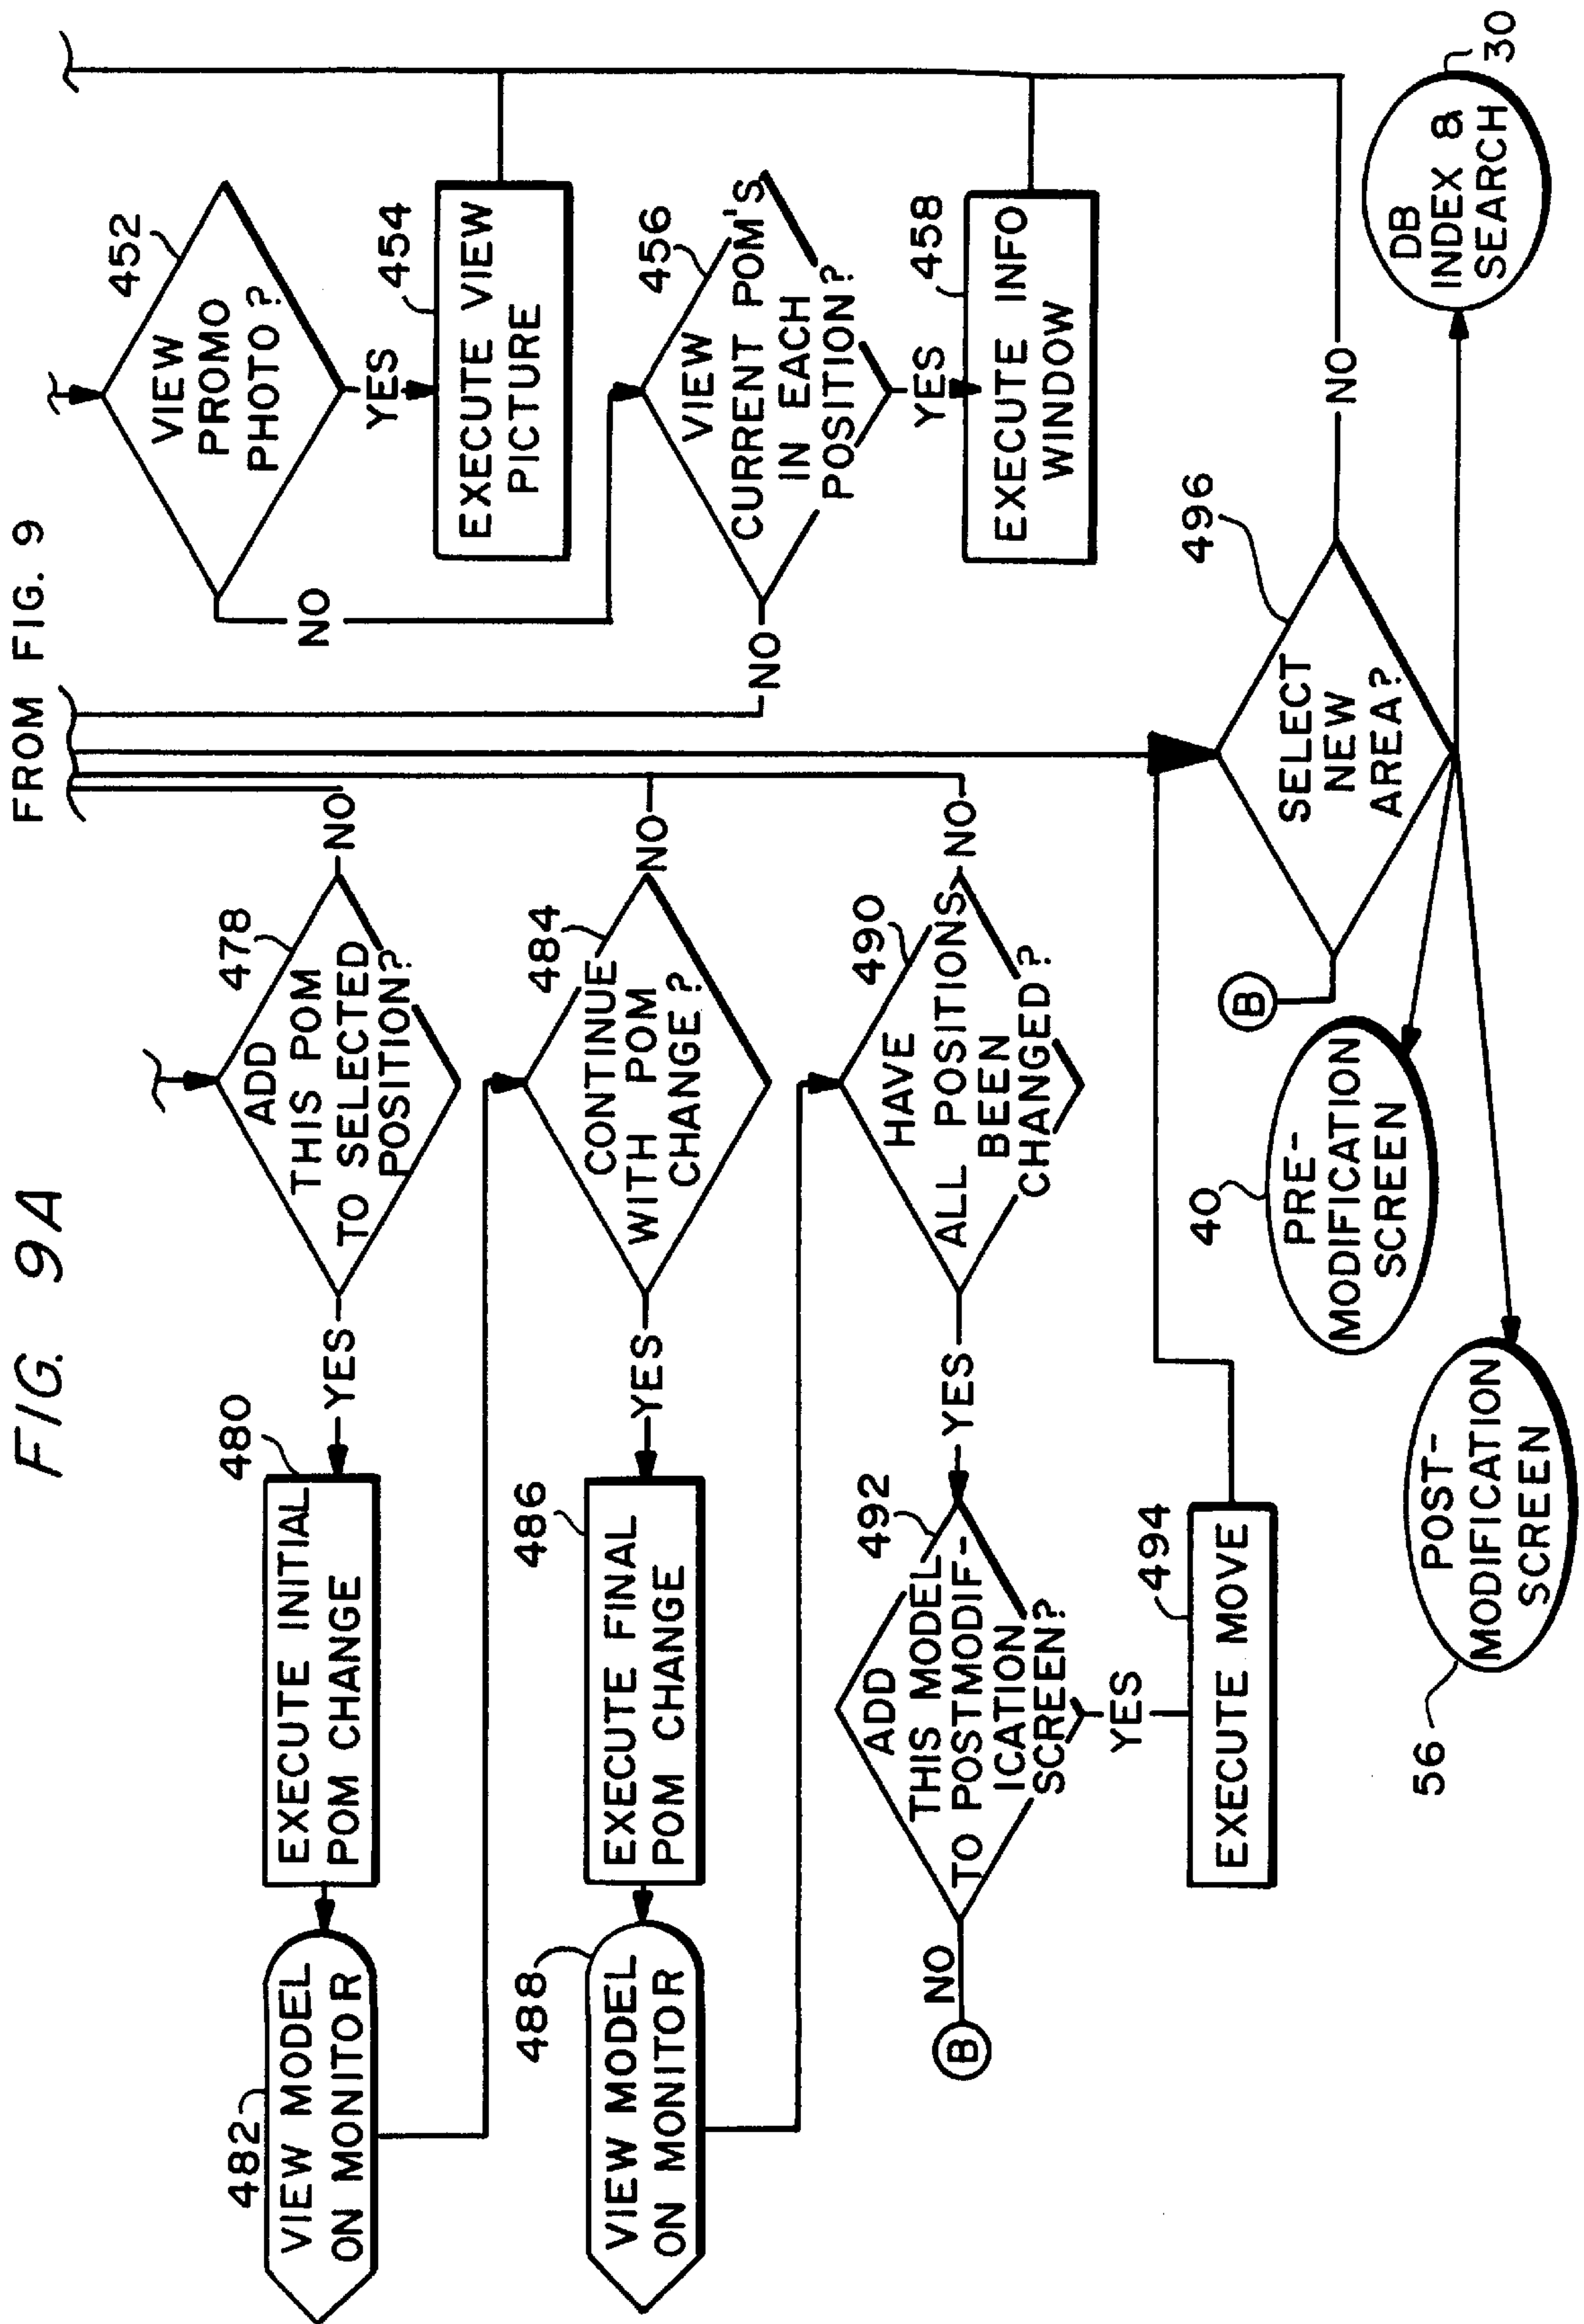 FIG. 9A
FROM FIG. 9
482
VIEW MODEL
ON MONITOR
480
EXECUTE INITIAL
POM CHANGE
YES
478
ADD
THIS POM
TO SELECTED
POSITION?
NO
488
VIEW MODEL
ON MONITOR
486
EXECUTE FINAL
POM CHANGE
YES
484
CONTINUE
WITH POM
CHANGE?
NO
B
NO
492
ADD
THIS MODEL
TO POSTMODIF-
ICATION
SCREEN?
YES
YES
490
HAVE
ALL POSITIONS
BEEN
CHANGED?
NO
494
EXECUTE MOVE
452
VIEW
PROMO
PHOTO?
YES
NO
454
EXECUTE VIEW
PICTURE
456
VIEW
CURRENT POM'S
IN EACH
POSITION?
NO
YES
458
EXECUTE INFO
WINDOW
496
SELECT
NEW
AREA?
NO
B
40
PRE-
MODIFICATION
SCREEN
56
POST-
MODIFICATION
SCREEN
30
DB
INDEX &
SEARCH